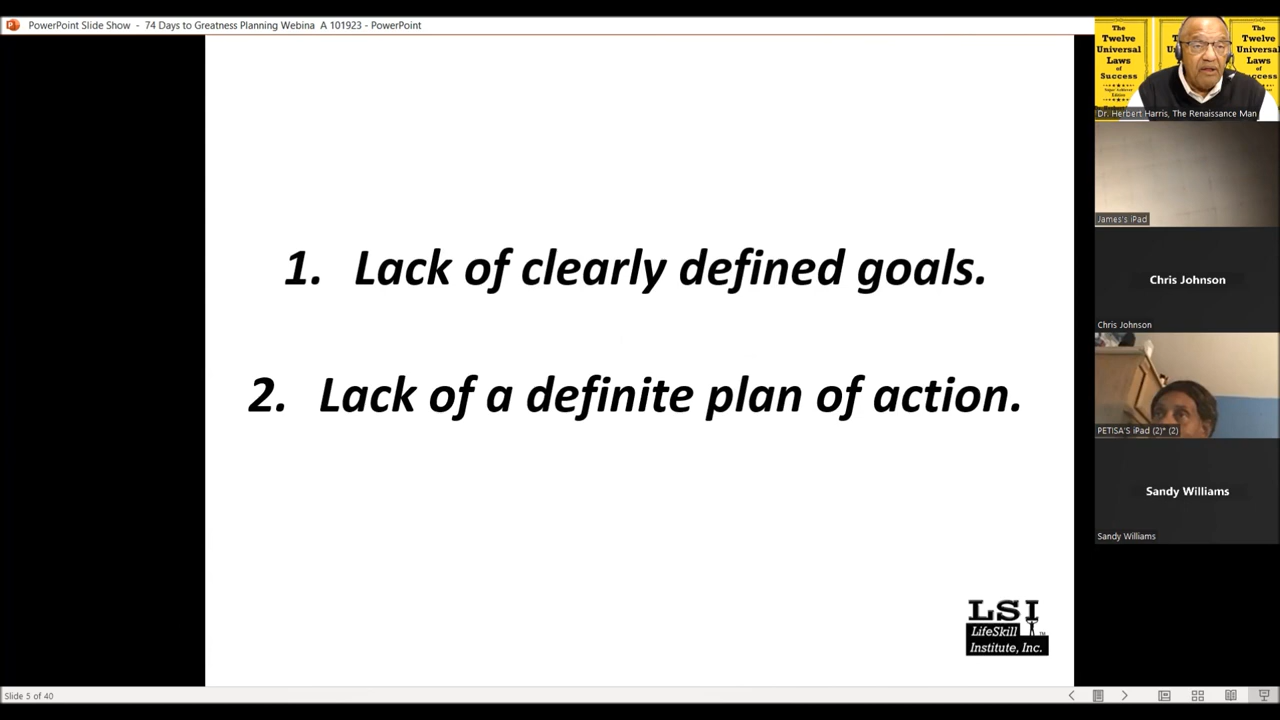 PowerPoint Slide Show - 74 Days to Greatness Planning Webina A 101923 - PowerPoint
1. Lack of clearly defined goals.
2. Lack of a definite plan of action.
LSI
LifeSkill
Institute, Inc.
TM
Slide 5 of 40
The
Twelve
Universal
Laws
of
Success
The
Twelve
Universal
Laws
of
Success
Dr. Herbert Harris, The Renaissance Man
James's iPad
Chris Johnson
Chris Johnson
PETISA'S iPad (2)* (2)
Sandy Williams
Sandy Williams